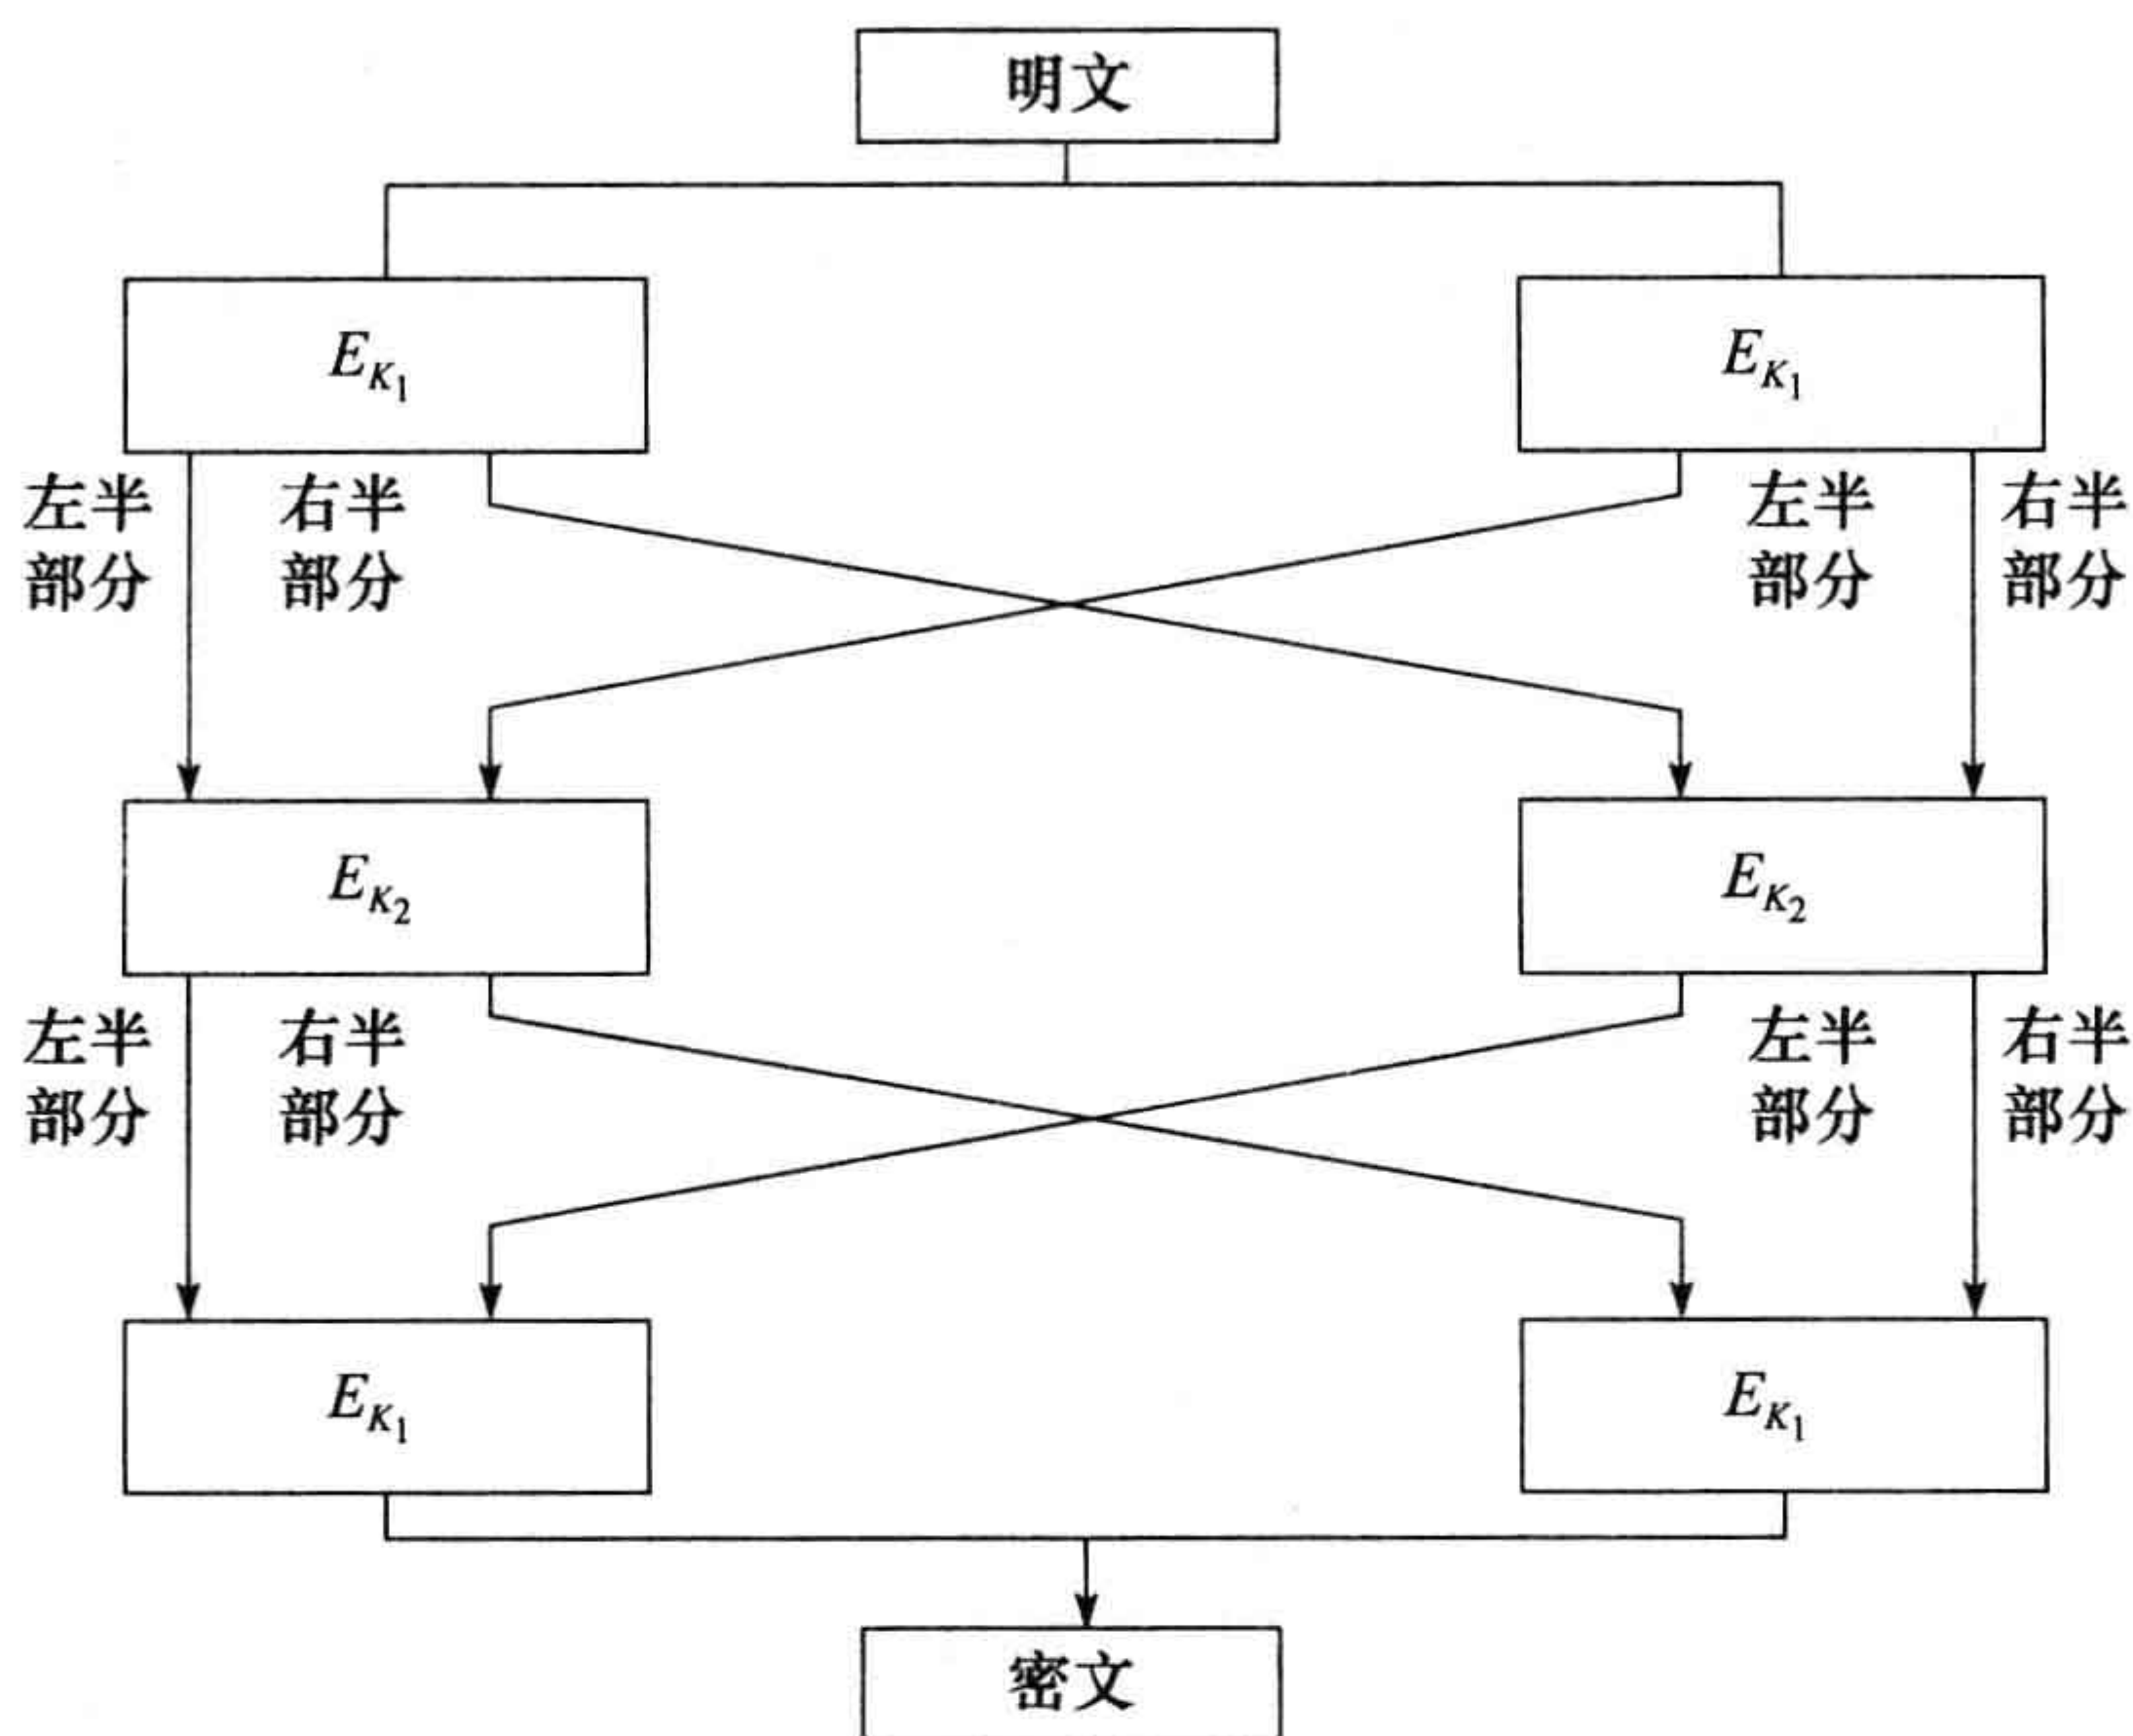 明文
E_{K_1} E_{K_1}
左半 右半 左半 右半
部分 部分 部分 部分
E_{K_2} E_{K_2}
左半 右半 左半 右半
部分 部分 部分 部分
E_{K_1} E_{K_1}
密文